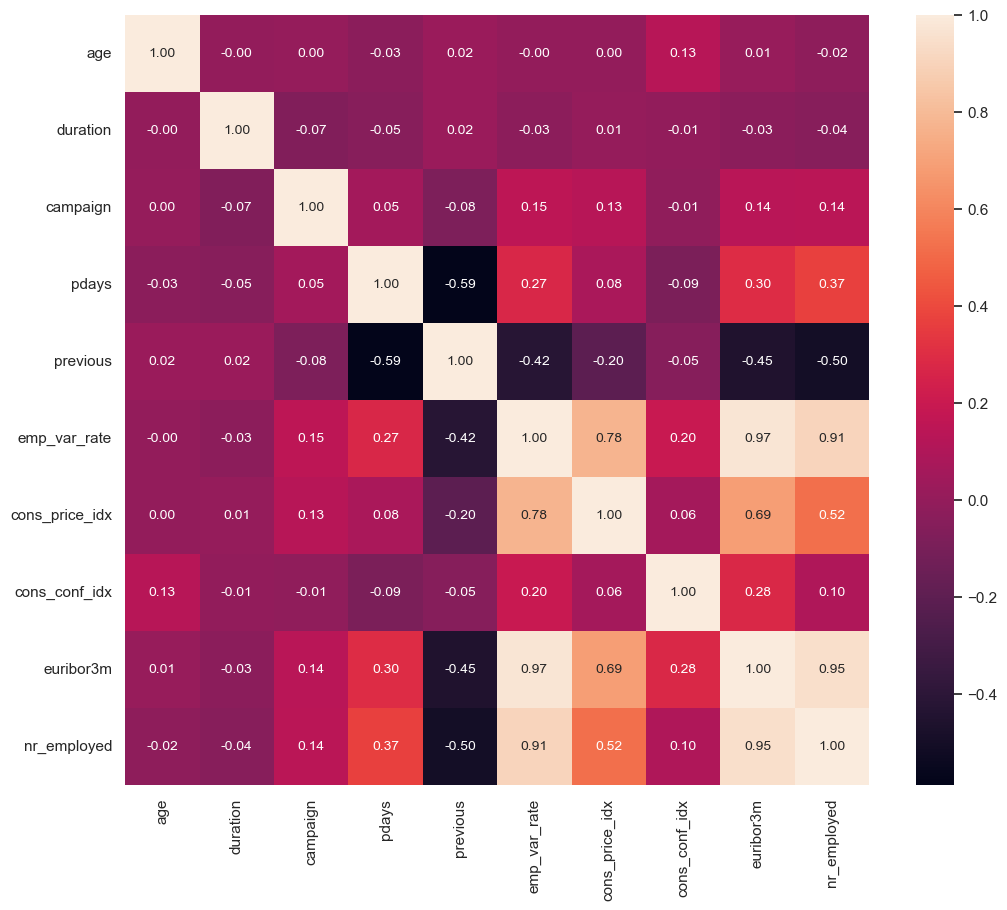 age 1.00 -0.00 0.00 -0.03 0.02 -0.00 0.00 0.13 0.01 -0.02
duration -0.00 1.00 -0.07 -0.05 0.02 -0.03 0.01 -0.01 -0.03 -0.04
campaign 0.00 -0.07 1.00 0.05 -0.08 0.15 0.13 -0.01 0.14 0.14
pdays -0.03 -0.05 0.05 1.00 -0.59 0.27 0.08 -0.09 0.30 0.37
previous 0.02 0.02 -0.08 -0.59 1.00 -0.42 -0.20 -0.05 -0.45 -0.50
emp_var_rate -0.00 -0.03 0.15 0.27 -0.42 1.00 0.78 0.20 0.97 0.91
cons_price_idx 0.00 0.01 0.13 0.08 -0.20 0.78 1.00 0.06 0.69 0.52
cons_conf_idx 0.13 -0.01 -0.01 -0.09 -0.05 0.20 0.06 1.00 0.28 0.10
euribor3m 0.01 -0.03 0.14 0.30 -0.45 0.97 0.69 0.28 1.00 0.95
nr_employed -0.02 -0.04 0.14 0.37 -0.50 0.91 0.52 0.10 0.95 1.00
age duration campaign pdays previous emp_var_rate cons_price_idx cons_conf_idx euribor3m nr_employed
1.0
0.8
0.6
0.4
0.2
0.0
-0.2
-0.4